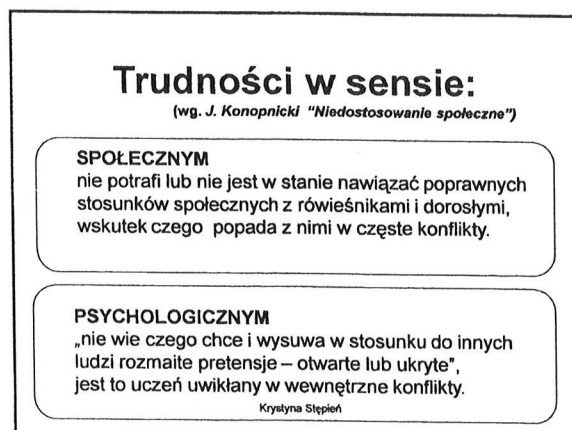 Trudności w sensie:
(wg. J. Konopnicki "Niedostosowanie społeczne")
SPOŁECZNYM
nie potrafi lub nie jest w stanie nawiązać poprawnych
stosunków społecznych z rówieśnikami i dorosłymi,
wskutek czego popada z nimi w częste konflikty.
PSYCHOLOGICZNYM
„nie wie czego chce i wysuwa w stosunku do innych
ludzi rozmaite pretensje – otwarte lub ukryte",
jest to uczeń uwikłany w wewnętrzne konflikty.
Krystyna Stępień